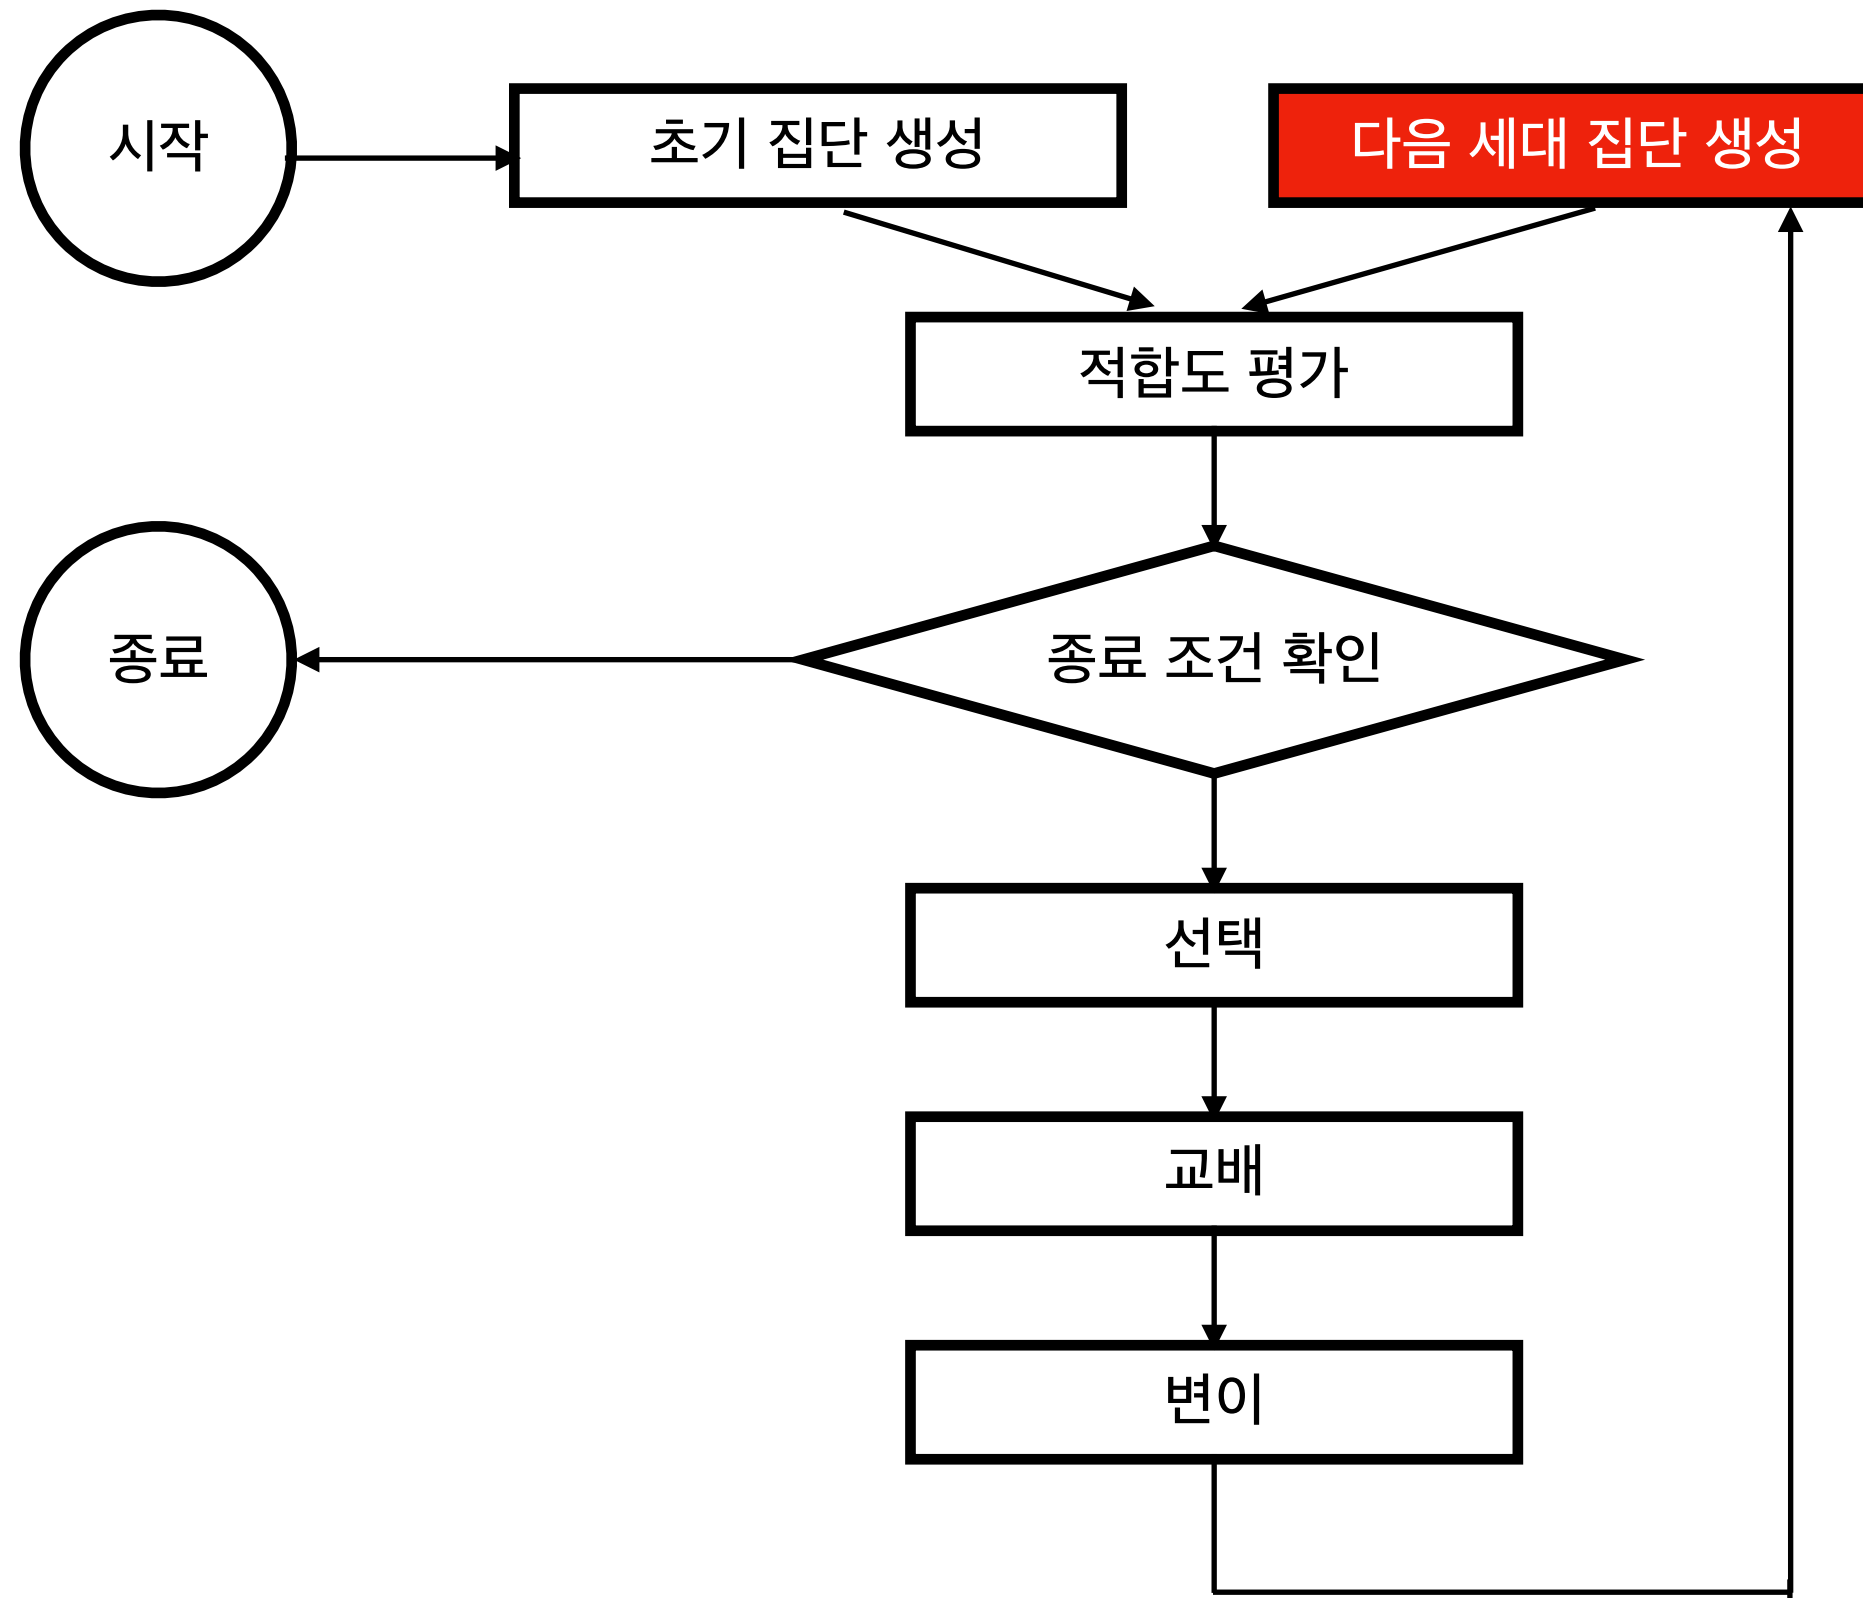 시작
초기 집단 생성
다음 세대 집단 생성
적합도 평가
종료
종료 조건 확인
선택
교배
변이